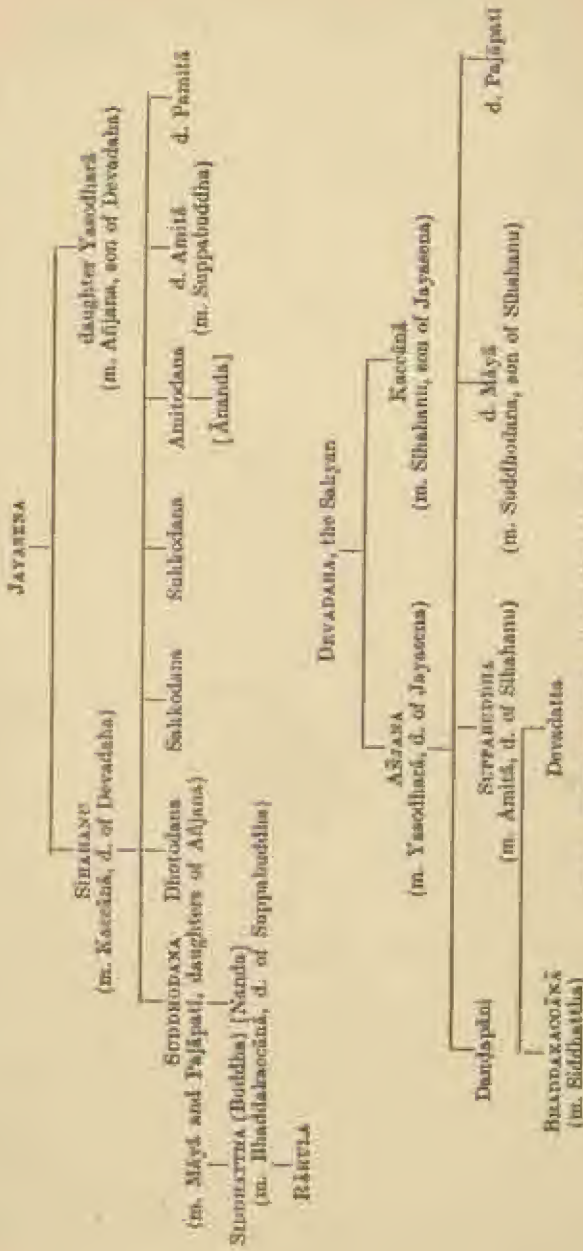 JAYASENA
SIHAHANU
(m. Kaccānā, d. of Devadaha)
daughter Yasodharā
(m. Añjana, son of Devadaha)
SUDDHODANA Dhotodana Sakkodana Sukkodana Amitodana d. Amitā d. Pamitā
(m. Māyā and Pajāpatī, daughters of Añjana) [Ānanda] (m. Suppabuddha)
SIDDHATTHA (Buddha) [Nanda]
(m. Bhaddakaccānā, d. of Suppabuddha)
RĀHULA
DEVADAHA, the Sakyan
AÑJANA
(m. Yasodharā, d. of Jayasena)
Kaccānā
(m. Sīhahanu, son of Jayasena)
Daṇḍapāṇi SUPPABUDDHA d. Māyā d. Pajāpatī
(m. Amitā, d. of Sīhahanu) (m. Suddhodana, son of Sīhahanu)
BHADDAKACCĀNĀ Devadatta
(m. Siddhattha)